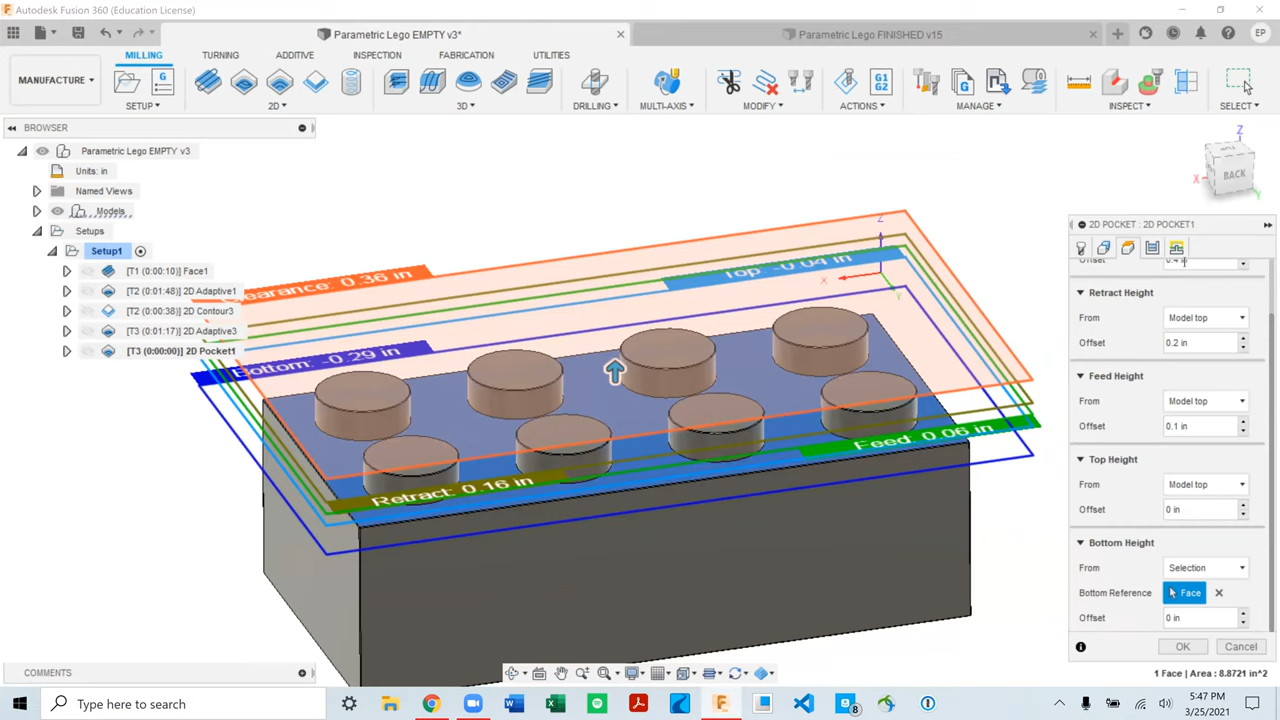 Autodesk Fusion 360 (Education License)
Parametric Lego EMPTY v3*
Parametric Lego FINISHED v15
EP
MILLING
TURNING
ADDITIVE
INSPECTION
FABRICATION
UTILITIES
MANUFACTURE
G
G1
G2
SETUP
2D
3D
DRILLING
MULTI-AXIS
MODIFY
ACTIONS
MANAGE
INSPECT
SELECT
BROWSER
Parametric Lego EMPTY v3
Units: in
Named Views
Models
Setups
Setup1
[T1 (0:00:10)] Face1
[T2 (0:01:48)] 2D Adaptive1
[T2 (0:00:38)] 2D Contour3
[T3 (0:01:17)] 2D Adaptive3
[T3 (0:00:00)] 2D Pocket1
Clearance: 0.36 in
Top: -0.04 in
Bottom: -0.29 in
Feed: 0.06 in
Retract: 0.16 in
Z
X
Y
Z
BACK
X
Y
2D POCKET : 2D POCKET1
Offset
0.4 in
Retract Height
From
Model top
Offset
0.2 in
Feed Height
From
Model top
Offset
0.1 in
Top Height
From
Model top
Offset
0 in
Bottom Height
From
Selection
Bottom Reference
Face
Offset
0 in
OK
Cancel
1 Face | Area : 8.8721 in^2
COMMENTS
Type here to search
8
5:47 PM
3/25/2021